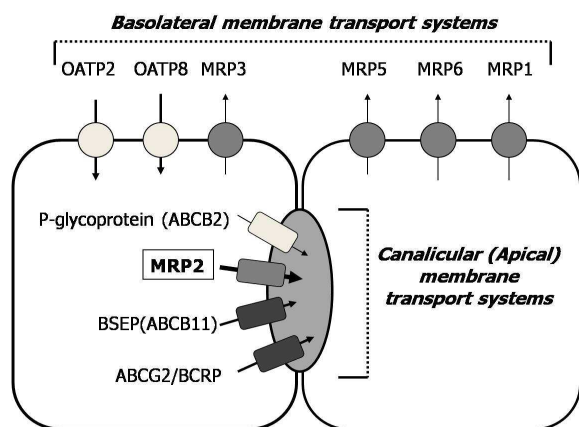 Basolateral membrane transport systems
OATP2 OATP8 MRP3 MRP5 MRP6 MRP1
P-glycoprotein (ABCB2)
MRP2
BSEP(ABCB11)
ABCG2/BCRP
Canalicular (Apical)
membrane
transport systems